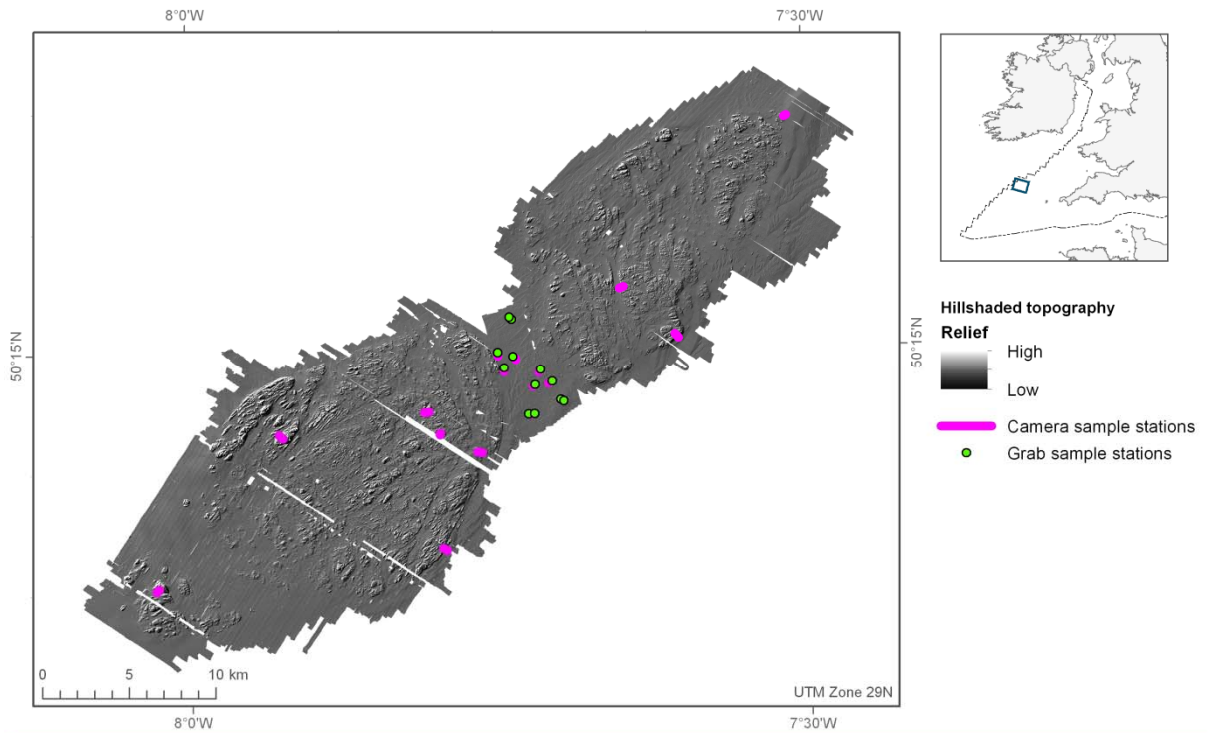 8°0'W
7°30'W
50°15'N
50°15'N
0 5 10 km
UTM Zone 29N
8°0'W
7°30'W
Hillshaded topography
Relief
High
Low
Camera sample stations
Grab sample stations